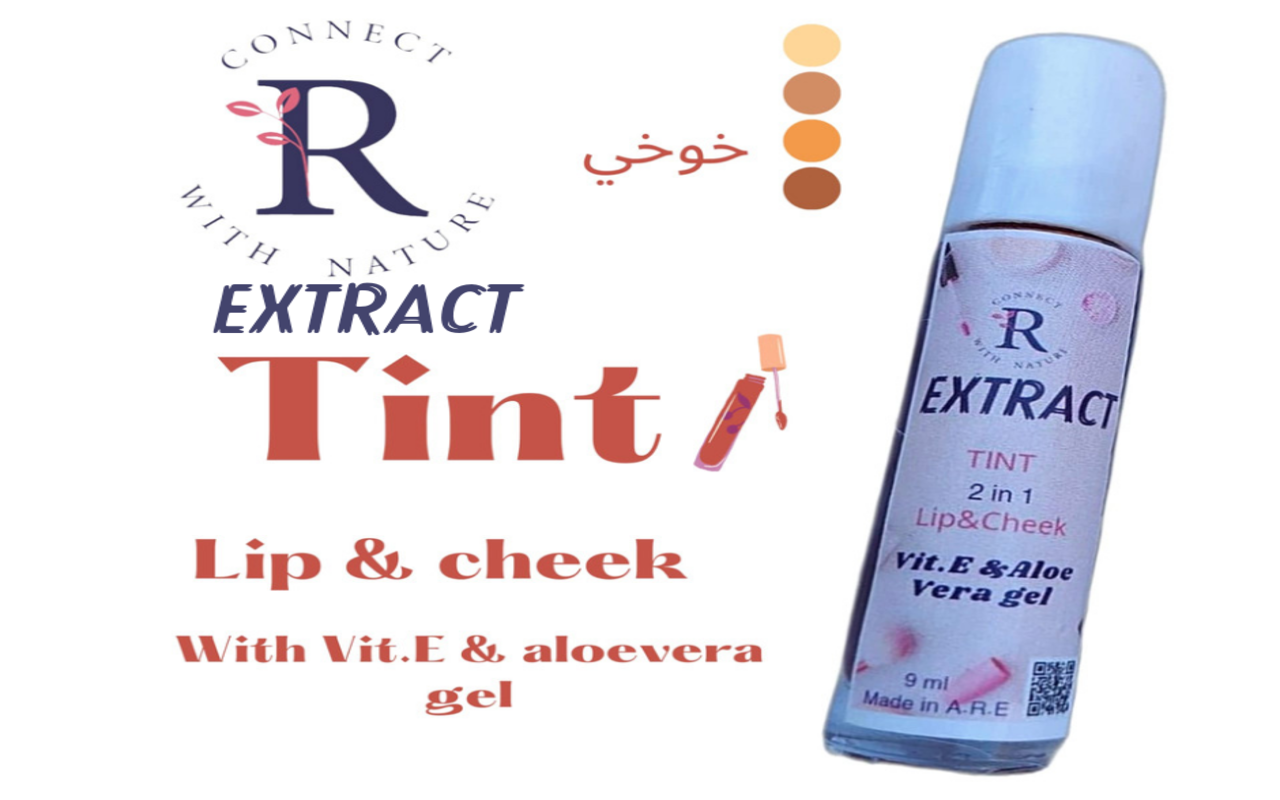 CONNECT
R
WITH NATURE
EXTRACT
Tint
Lip & cheek
With Vit.E & aloevera
gel
خوخي
CONNECT
R
WITH NATURE
EXTRACT
TINT
2 in 1
Lip&Cheek
Vit.E &Aloe
Vera gel
9 ml
Made in A.R.E